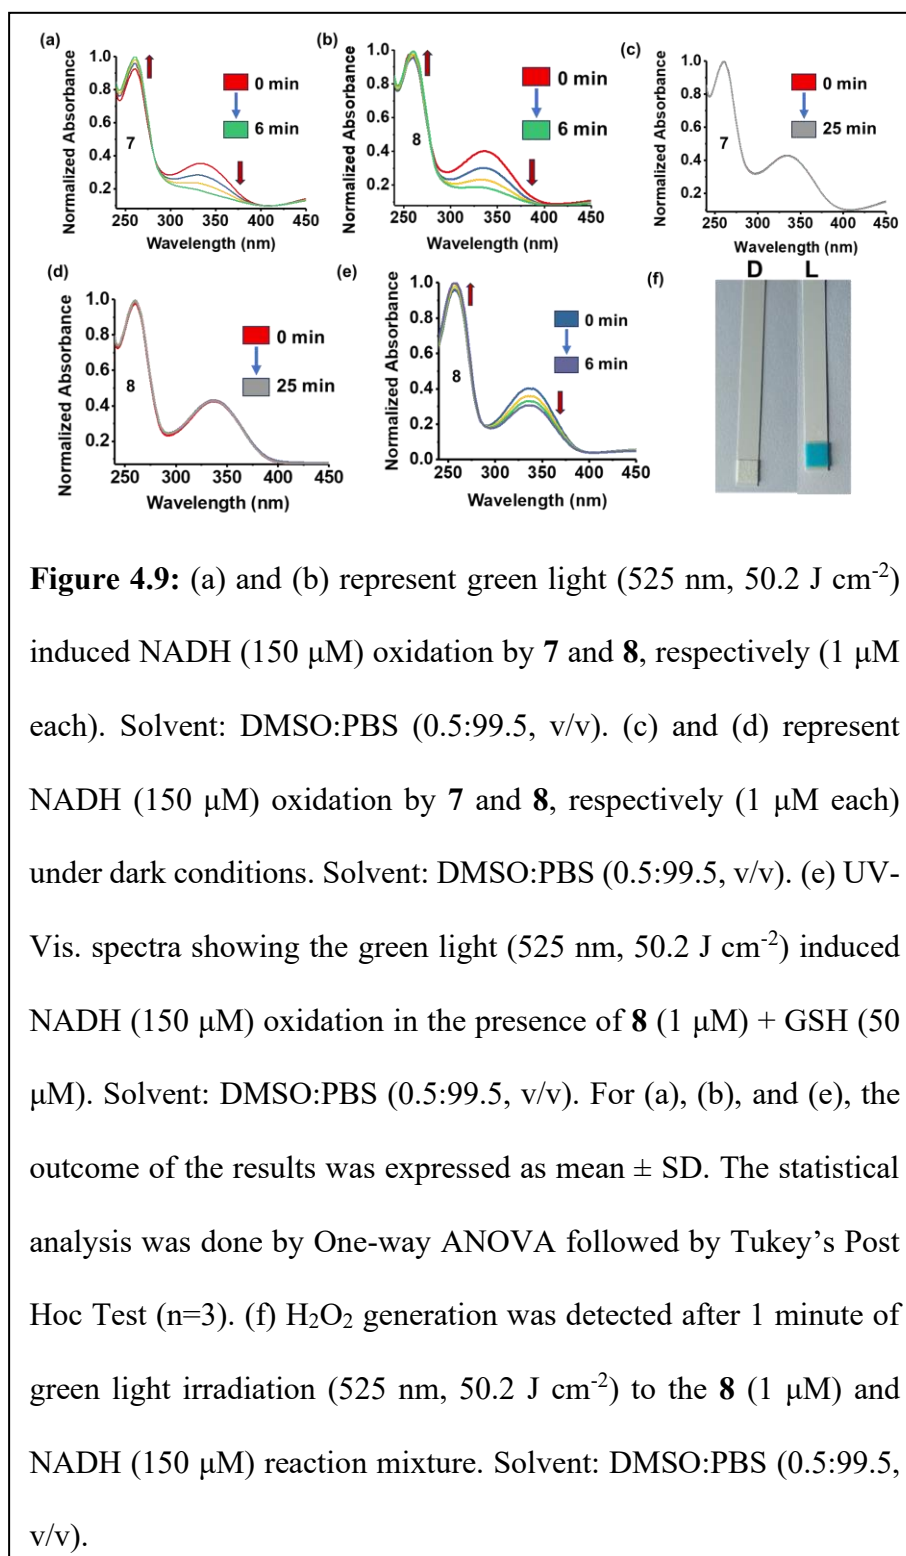 (a)
Normalized Absorbance
1.0
0.8
0.6
0.4
0.2
7
0 min
6 min
250 300 350 400 450
Wavelength (nm)
(b)
Normalized Absorbance
1.0
0.8
0.6
0.4
0.2
8
0 min
6 min
250 300 350 400 450
Wavelength (nm)
(c)
Normalized Absorbance
1.0
0.8
0.6
0.4
0.2
7
0 min
25 min
250 300 350 400 450
Wavelength (nm)
(d)
Normalized Absorbance
1.0
0.8
0.6
0.4
0.2
8
0 min
25 min
250 300 350 400 450
Wavelength (nm)
(e)
Normalized Absorbance
1.0
0.8
0.6
0.4
0.2
0.0
8
0 min
6 min
250 300 350 400 450
Wavelength (nm)
(f)
D L
Figure 4.9: (a) and (b) represent green light (525 nm, 50.2 J cm⁻²)
induced NADH (150 μM) oxidation by 7 and 8, respectively (1 μM
each). Solvent: DMSO:PBS (0.5:99.5, v/v). (c) and (d) represent
NADH (150 μM) oxidation by 7 and 8, respectively (1 μM each)
under dark conditions. Solvent: DMSO:PBS (0.5:99.5, v/v). (e) UV-
Vis. spectra showing the green light (525 nm, 50.2 J cm⁻²) induced
NADH (150 μM) oxidation in the presence of 8 (1 μM) + GSH (50
μM). Solvent: DMSO:PBS (0.5:99.5, v/v). For (a), (b), and (e), the
outcome of the results was expressed as mean ± SD. The statistical
analysis was done by One-way ANOVA followed by Tukey’s Post
Hoc Test (n=3). (f) H₂O₂ generation was detected after 1 minute of
green light irradiation (525 nm, 50.2 J cm⁻²) to the 8 (1 μM) and
NADH (150 μM) reaction mixture. Solvent: DMSO:PBS (0.5:99.5,
v/v).